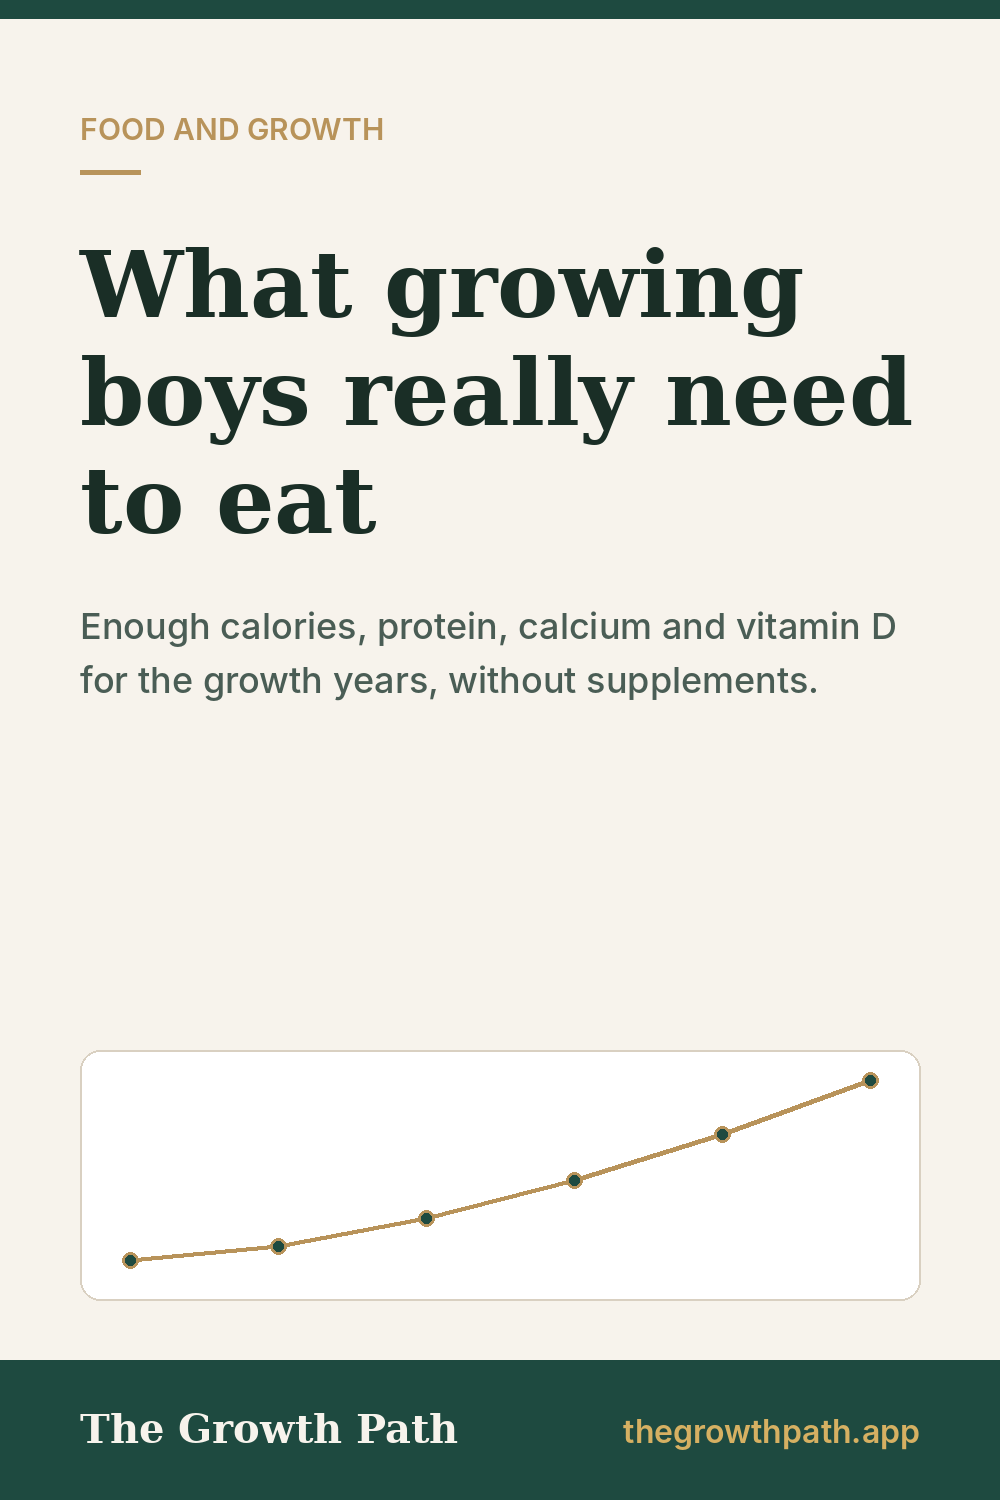 FOOD AND GROWTH
What growing
boys really need
to eat
Enough calories, protein, calcium and vitamin D
for the growth years, without supplements.
The Growth Path
thegrowthpath.app